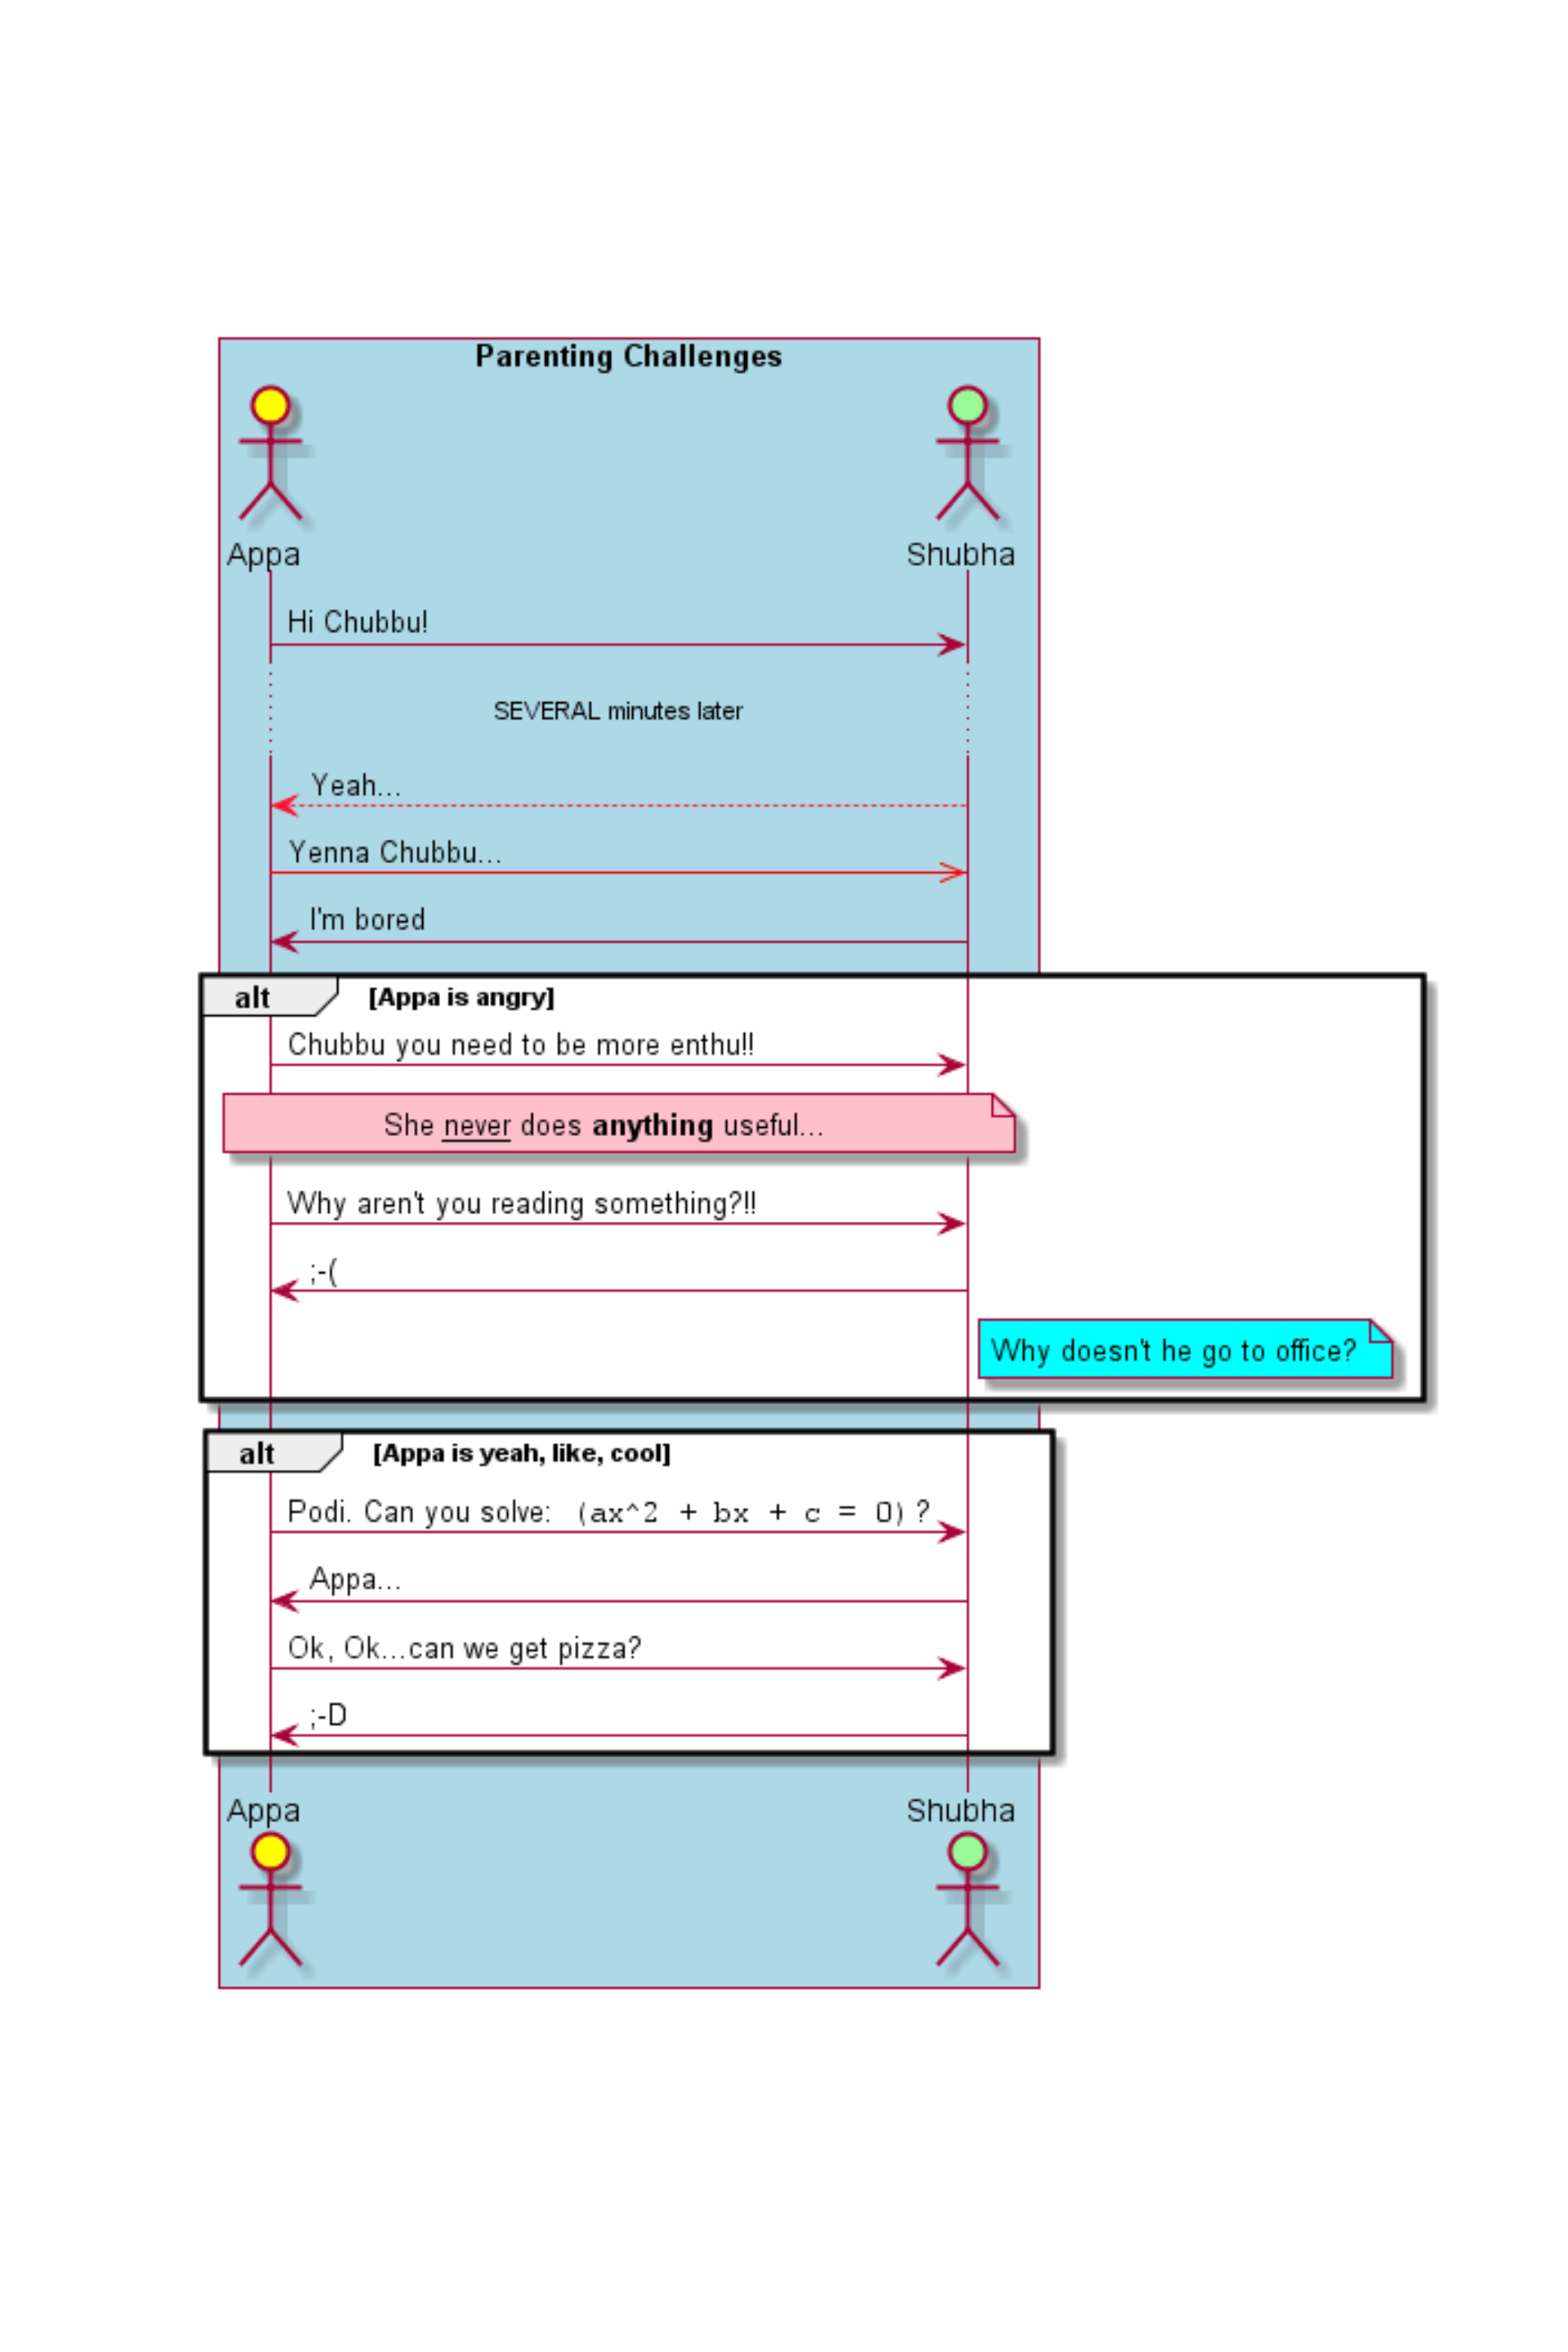 Parenting Challenges
Appa Shubha
Hi Chubbu!
SEVERAL minutes later
Yeah...
Yenna Chubbu...
I'm bored
alt [Appa is angry]
Chubbu you need to be more enthu!!
She never does anything useful...
Why aren't you reading something?!!
;-(
Why doesn't he go to office?
alt [Appa is yeah, like, cool]
Podi. Can you solve: (ax^2 + bx + c = 0) ?
Appa...
Ok, Ok...can we get pizza?
;-D
Appa Shubha